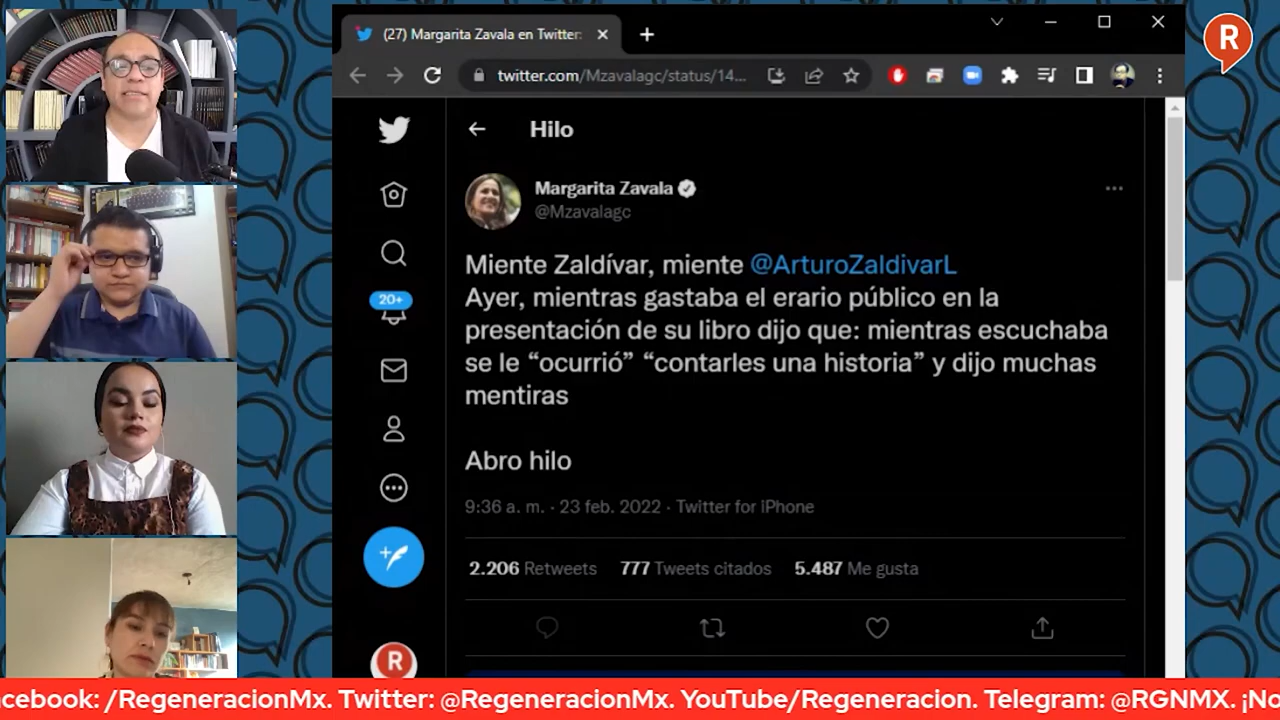 R
(27) Margarita Zavala en Twitter:
twitter.com/Mzavalagc/status/14...
Hilo
Margarita Zavala
@Mzavalagc
20+
Miente Zaldívar, miente @ArturoZaldivarL
Ayer, mientras gastaba el erario público en la
presentación de su libro dijo que: mientras escuchaba
se le “ocurrió” “contarles una historia” y dijo muchas
mentiras
Abro hilo
9:36 a. m. · 23 feb. 2022 · Twitter for iPhone
2.206 Retweets 777 Tweets citados 5.487 Me gusta
R
acebook: /RegeneracionMx. Twitter: @RegeneracionMx. YouTube/Regeneracion. Telegram: @RGNMX. ¡No